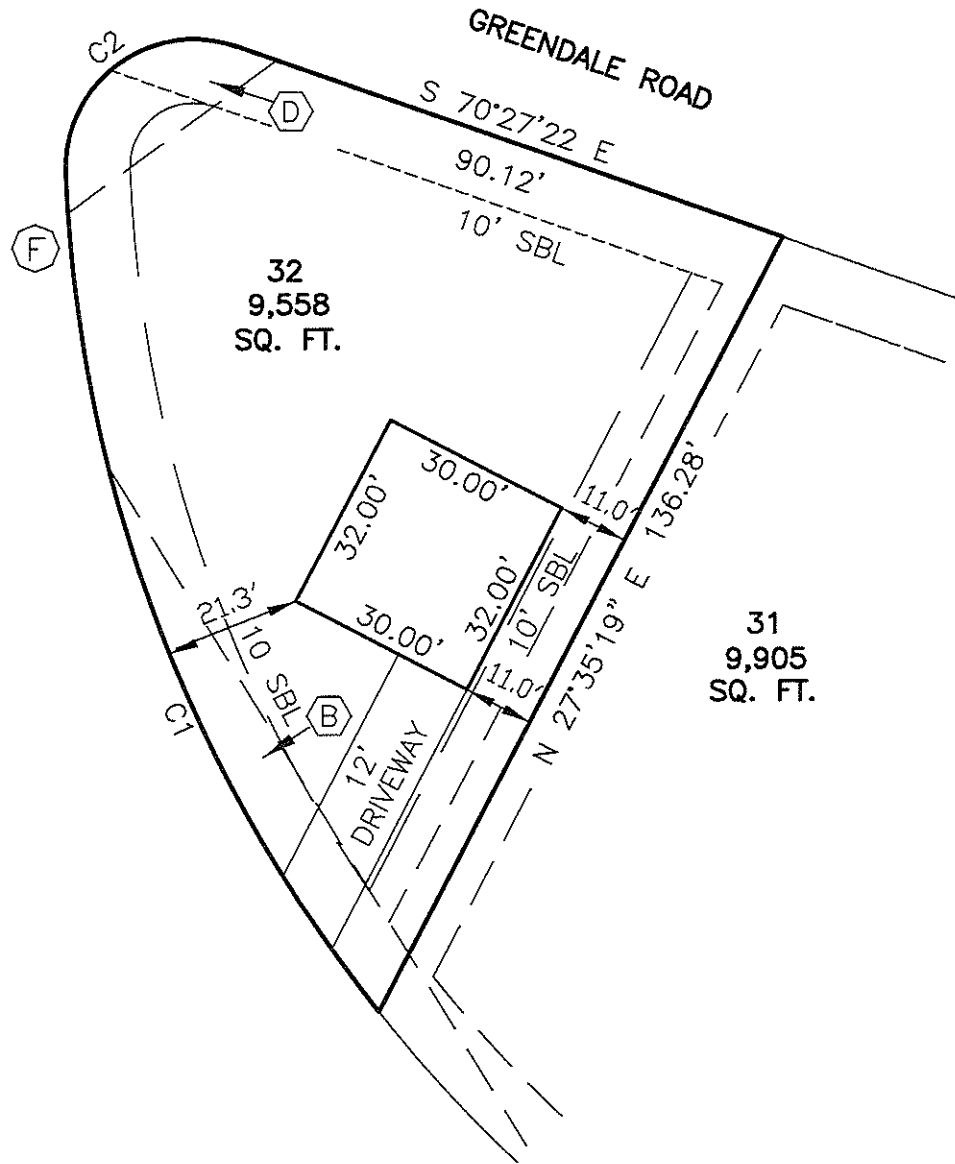 GREENDALE ROAD
C2
S 70°27'22 E
D
90.12'
10' SBL
F
32
9,558
SQ. FT.
30.00'
11.0'
136.28'
32.00'
32.00'
10' SBL
N 27°35'19" E
21.3'
30.00'
10 SBL
11.0'
31
9,905
SQ. FT.
B
C1
12'
DRIVEWAY